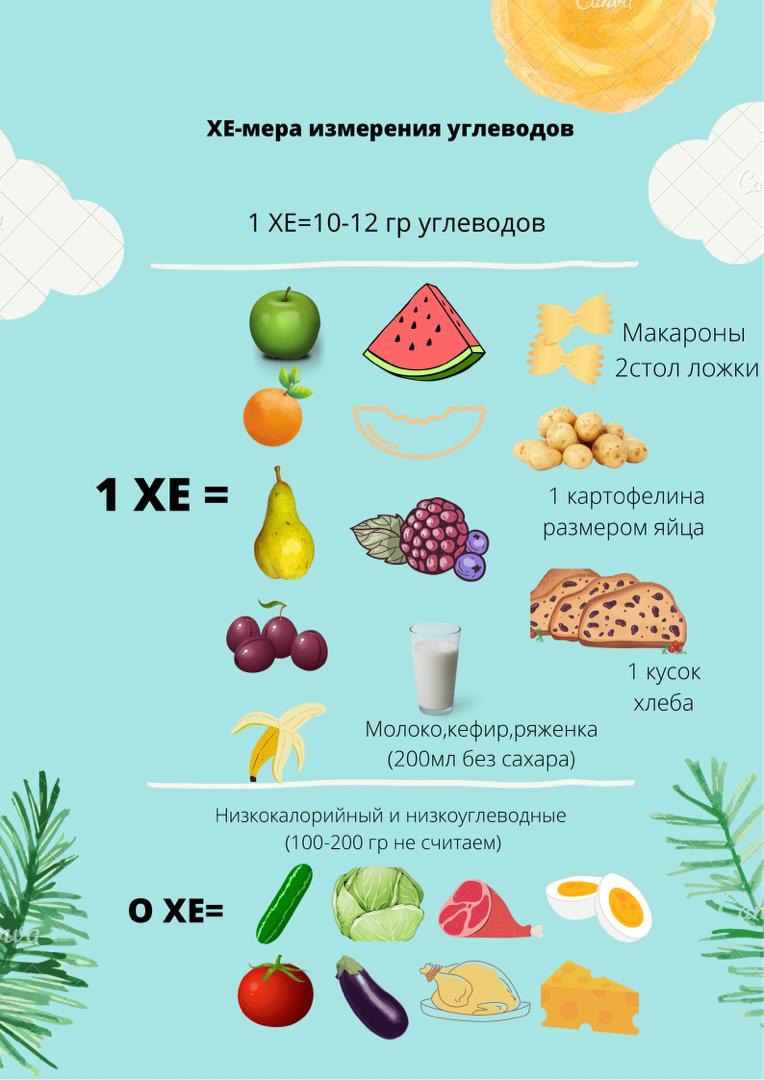 Canva
ХЕ-мера измерения углеводов
1 ХЕ=10-12 гр углеводов
Макароны
2стол ложки
1 ХЕ =
1 картофелина
размером яйца
1 кусок
хлеба
Молоко,кефир,ряженка
(200мл без сахара)
Низкокалорийный и низкоуглеводные
(100-200 гр не считаем)
О ХЕ=